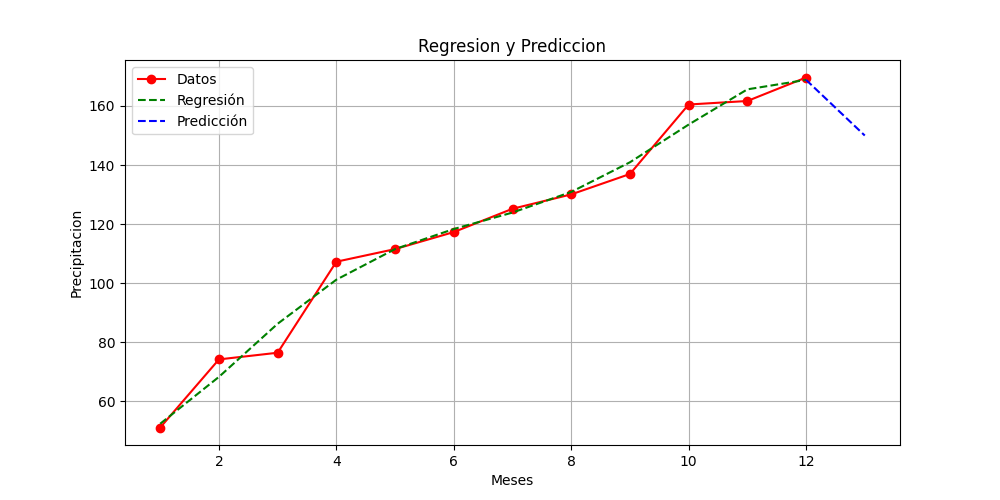 Regresion y Prediccion
Datos
Regresión
Predicción
Precipitacion
160
140
120
100
80
60
2 4 6 8 10 12
Meses